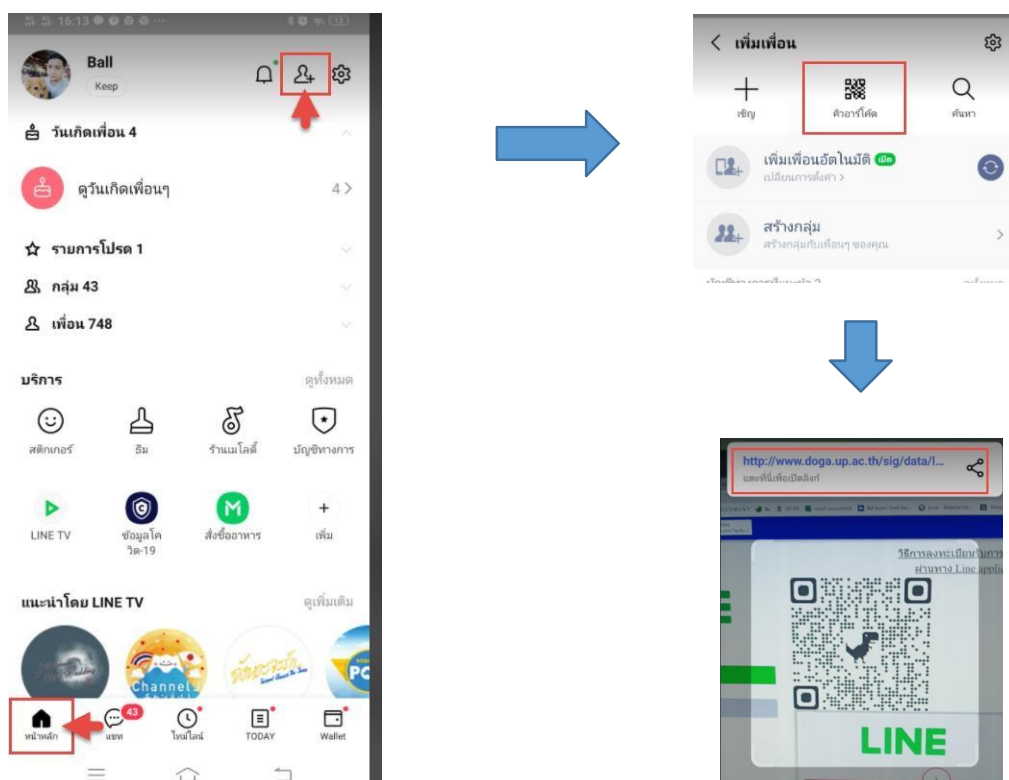 16:13
Ball
Keep
วันเกิดเพื่อน 4
ดูวันเกิดเพื่อนๆ
4
รายการโปรด 1
กลุ่ม 43
เพื่อน 748
บริการ
ดูทั้งหมด
สติกเกอร์
ธีม
ร้านเมโลดี้
บัญชีทางการ
LINE TV
ข้อมูลโค
วิด-19
สั่งซื้ออาหาร
เพิ่ม
แนะนำโดย LINE TV
ดูเพิ่มเติม
Channel
PO
43
หน้าหลัก
แชท
ไทม์ไลน์
TODAY
Wallet
เพิ่มเพื่อน
เชิญ
คิวอาร์โค้ด
ค้นหา
เพิ่มเพื่อนอัตโนมัติ เปิด
เปลี่ยนการตั้งค่า >
สร้างกลุ่ม
สร้างกลุ่มกับเพื่อนๆ ของคุณ
http://www.doga.up.ac.th/sig/data/l...
แตะที่นี่เพื่อเปิดลิงก์
วิธีการลงทะเบียนรับการ
ผ่านทาง Line applic
LINE